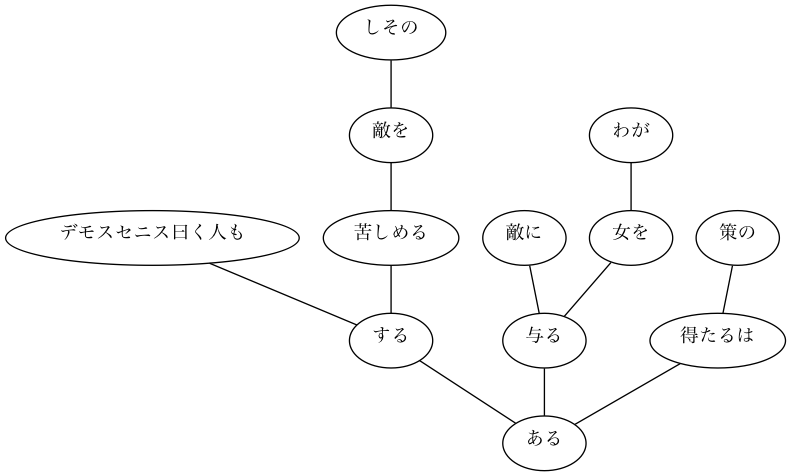 しその
敵を
わが
デモスセニス曰く人も
苦しめる
敵に
女を
策の
する
与る
得たるは
ある